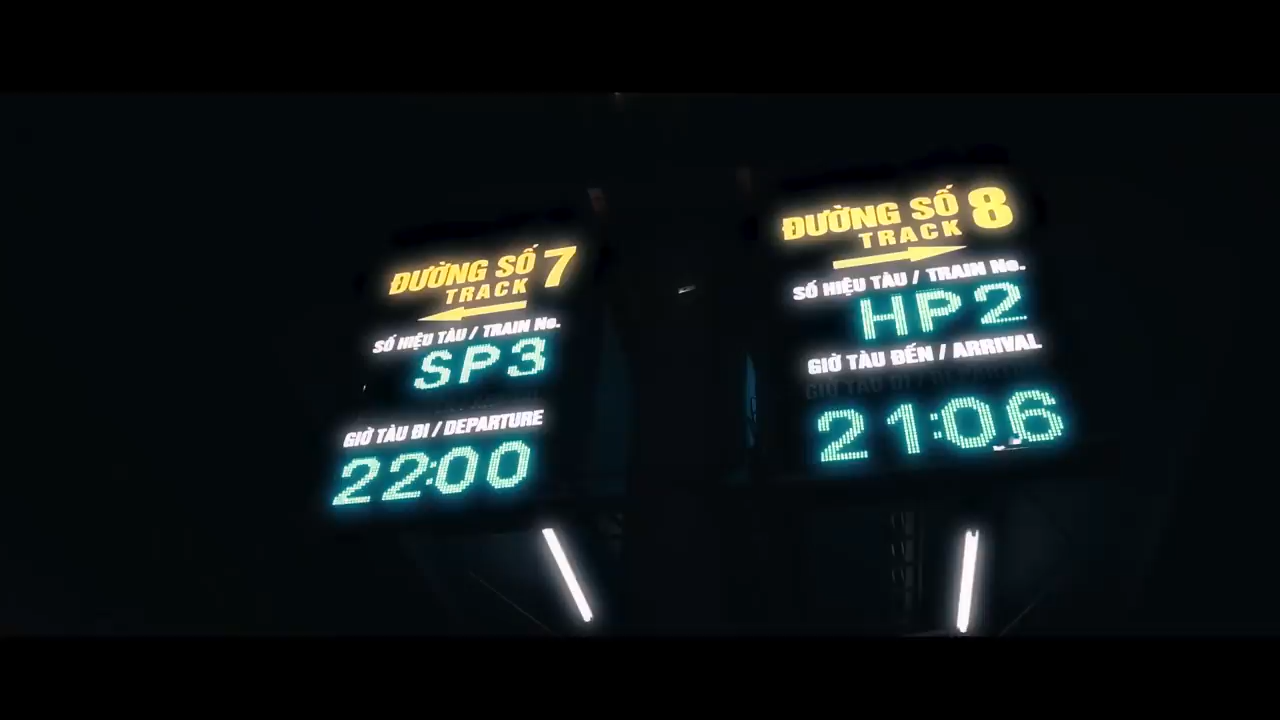 ĐƯỜNG SỐ 7
TRACK
SỐ HIỆU TÀU / TRAIN No.
SP3
GIỜ TÀU ĐI / DEPARTURE
22:00
ĐƯỜNG SỐ 8
TRACK
SỐ HIỆU TÀU / TRAIN No.
HP2
GIỜ TÀU ĐẾN / ARRIVAL
21:06